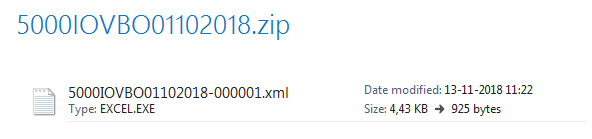 5000IOVBO01102018.zip
5000IOVBO01102018-000001.xml
Date modified: 13-11-2018 11:22
Type: EXCEL.EXE
Size: 4,43 KB → 925 bytes